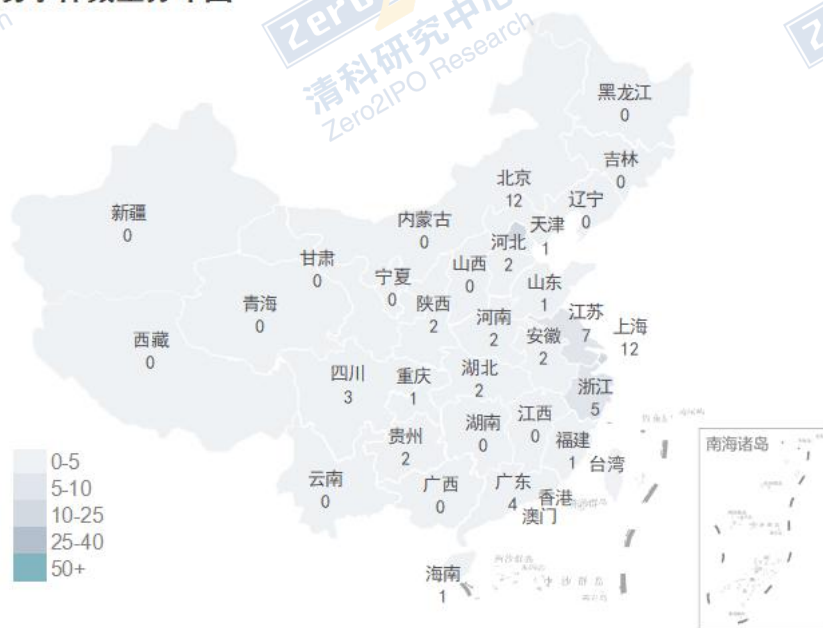 清科研究中心
Zero2IPO Research
黑龙江
0
吉林
0
北京
12
辽宁
0
新疆
0
内蒙古
0
天津
1
河北
2
甘肃
0
山西
0
宁夏
0
山东
1
青海
0
陕西
2
河南
2
江苏
7
上海
12
安徽
2
西藏
0
四川
3
重庆
1
湖北
2
浙江
5
湖南
0
江西
0
贵州
2
福建
1
台湾
云南
0
广西
0
广东
4
香港
澳门
海南
1
南海诸岛
0-5
5-10
10-25
25-40
50+